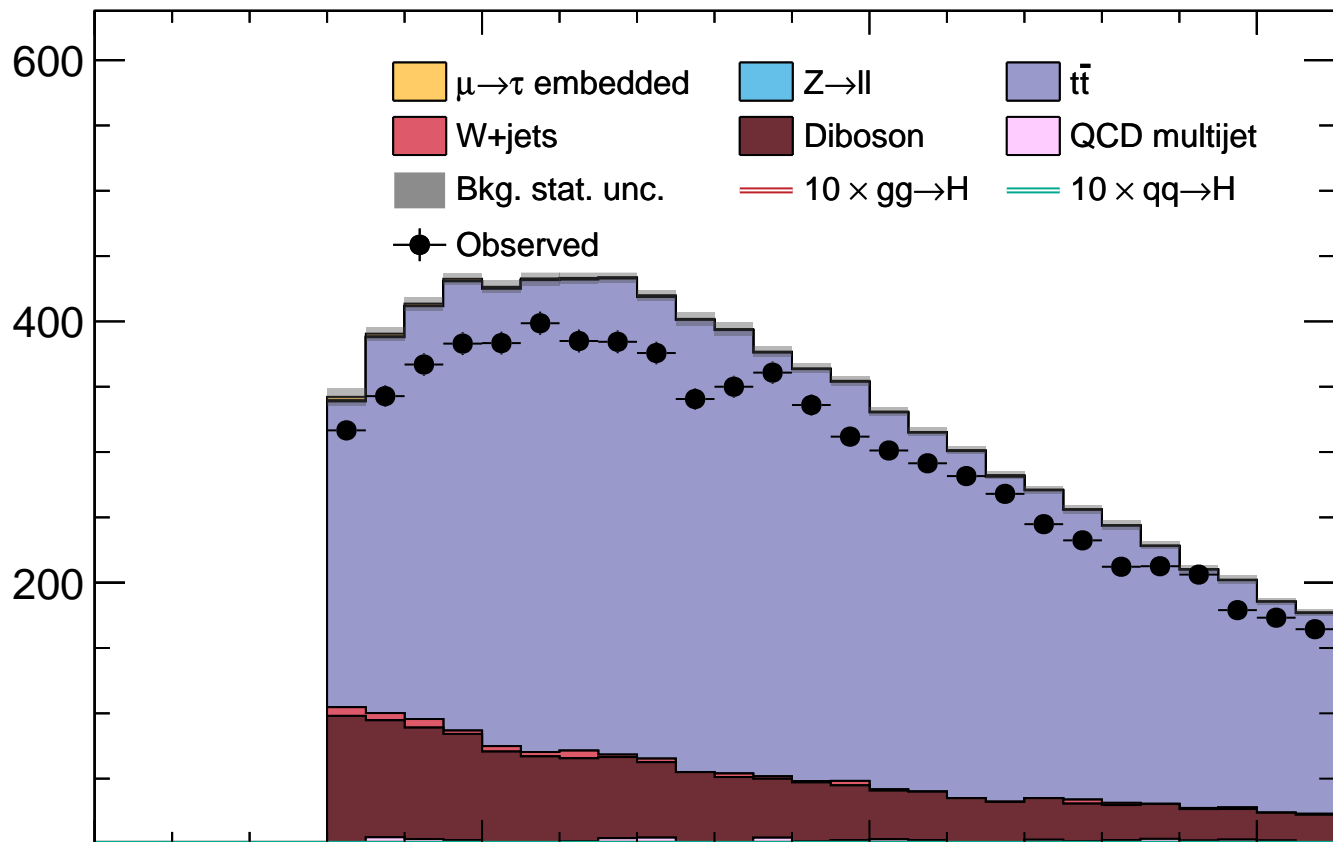 600
μ→τ embedded Z→ll tt̄
W+jets Diboson QCD multijet
Bkg. stat. unc. 10 × gg→H 10 × qq→H
Observed
400
200